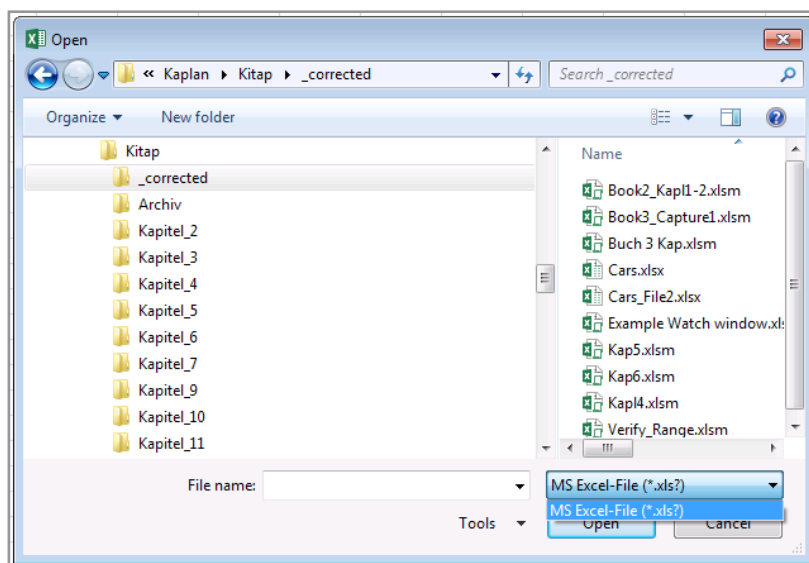 Open
« Kaplan Kitap _corrected
Search _corrected
Organize New folder
Kitap
_corrected
Archiv
Kapitel_2
Kapitel_3
Kapitel_4
Kapitel_5
Kapitel_6
Kapitel_7
Kapitel_9
Kapitel_10
Kapitel_11
Name
Book2_Kapl1-2.xlsm
Book3_Capture1.xlsm
Buch 3 Kap.xlsm
Cars.xlsx
Cars_File2.xlsx
Example Watch window.xl
Kap5.xlsm
Kap6.xlsm
Kapl4.xlsm
Verify_Range.xlsm
File name:
MS Excel-File (*.xls?)
MS Excel-File (*.xls?)
Tools Open Cancel